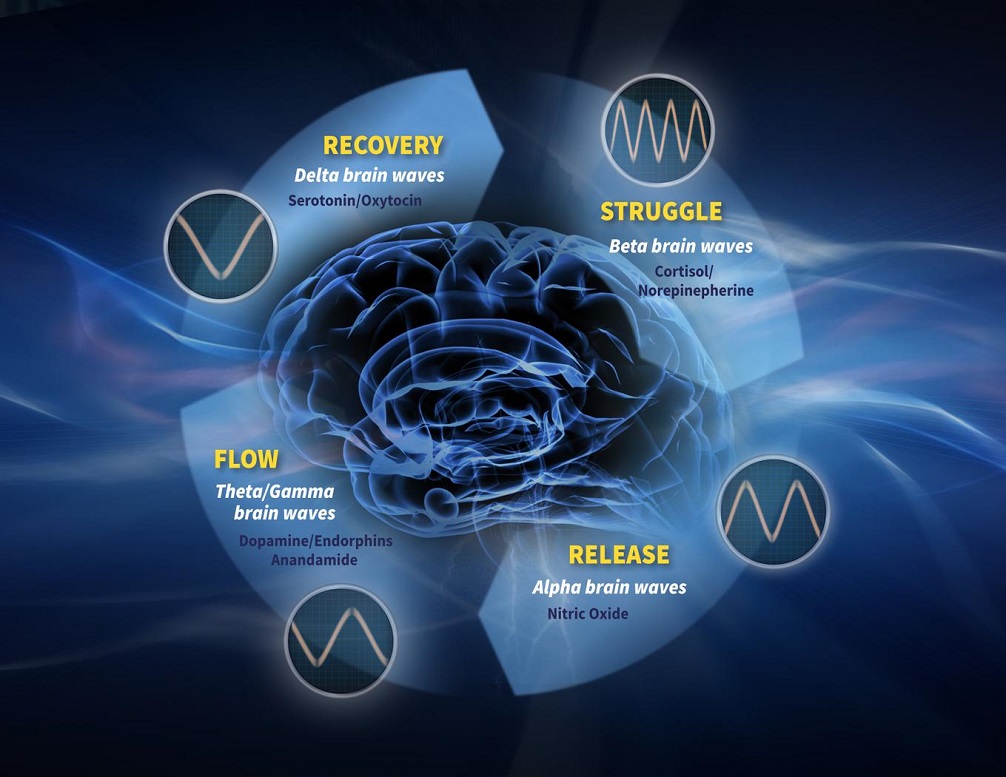 RECOVERY
Delta brain waves
Serotonin/Oxytocin
STRUGGLE
Beta brain waves
Cortisol/
Norepinepherine
FLOW
Theta/Gamma
brain waves
Dopamine/Endorphins
Anandamide
RELEASE
Alpha brain waves
Nitric Oxide